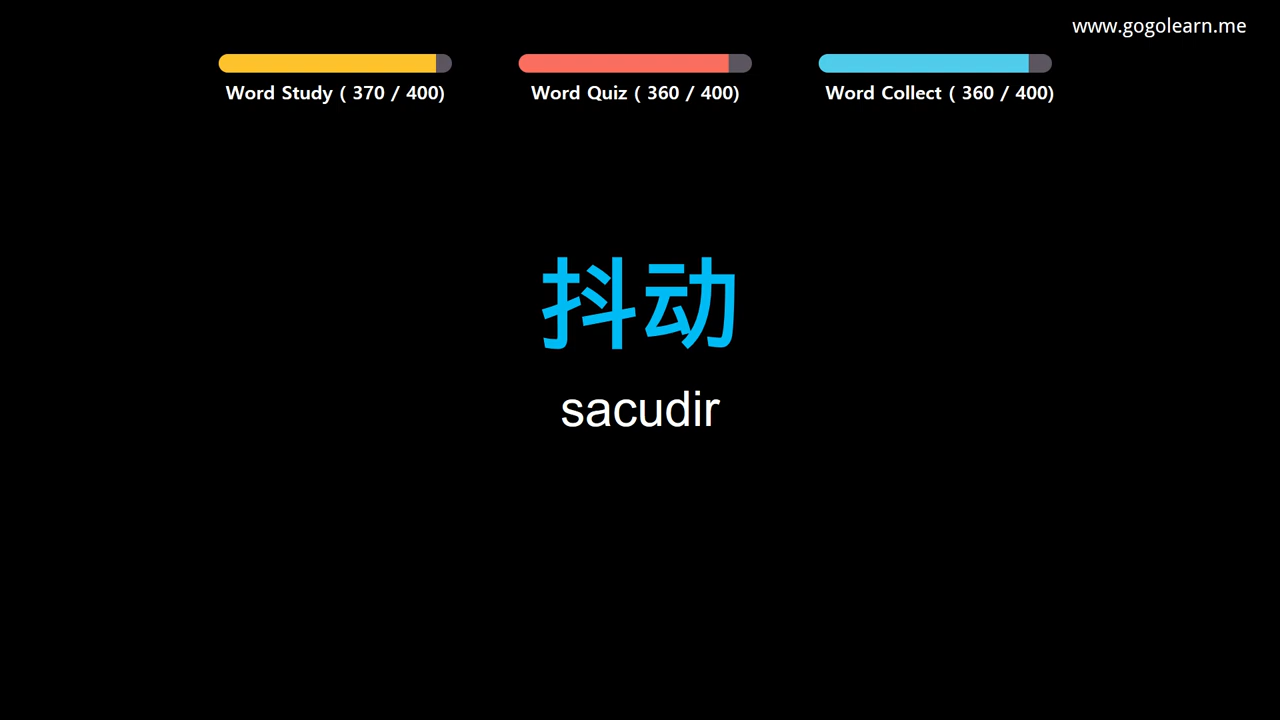 www.gogolearn.me
Word Study ( 370 / 400)
Word Quiz ( 360 / 400)
Word Collect ( 360 / 400)
抖动
sacudir